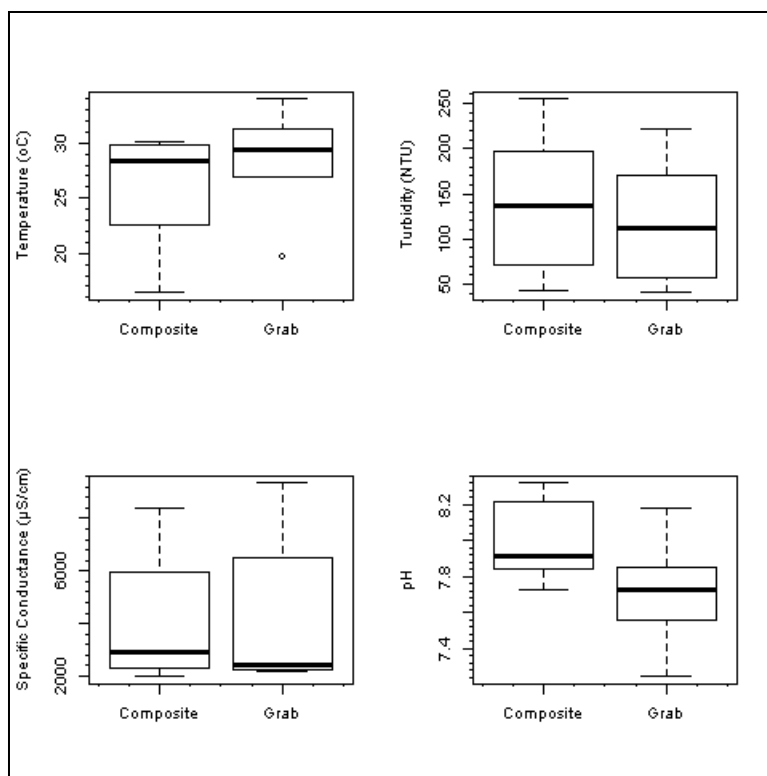 Temperature (oC)
30
25
20
Composite Grab
Turbidity (NTU)
250
200
150
100
50
Composite Grab
Specific Conductance (µS/cm)
6000
2000
Composite Grab
pH
8.2
7.8
7.4
Composite Grab